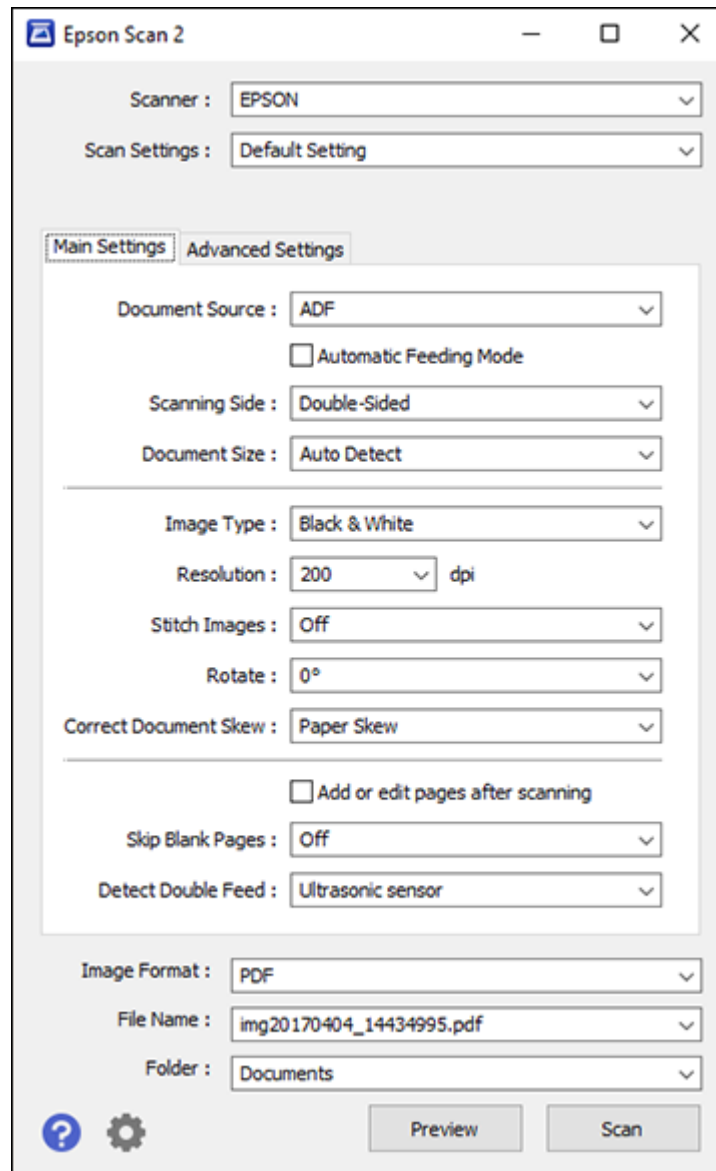 Epson Scan 2
Scanner : EPSON
Scan Settings : Default Setting
Main Settings Advanced Settings
Document Source : ADF
Automatic Feeding Mode
Scanning Side : Double-Sided
Document Size : Auto Detect
Image Type : Black & White
Resolution : 200 dpi
Stitch Images : Off
Rotate : 0°
Correct Document Skew : Paper Skew
Add or edit pages after scanning
Skip Blank Pages : Off
Detect Double Feed : Ultrasonic sensor
Image Format : PDF
File Name : img20170404_14434995.pdf
Folder : Documents
? Preview Scan